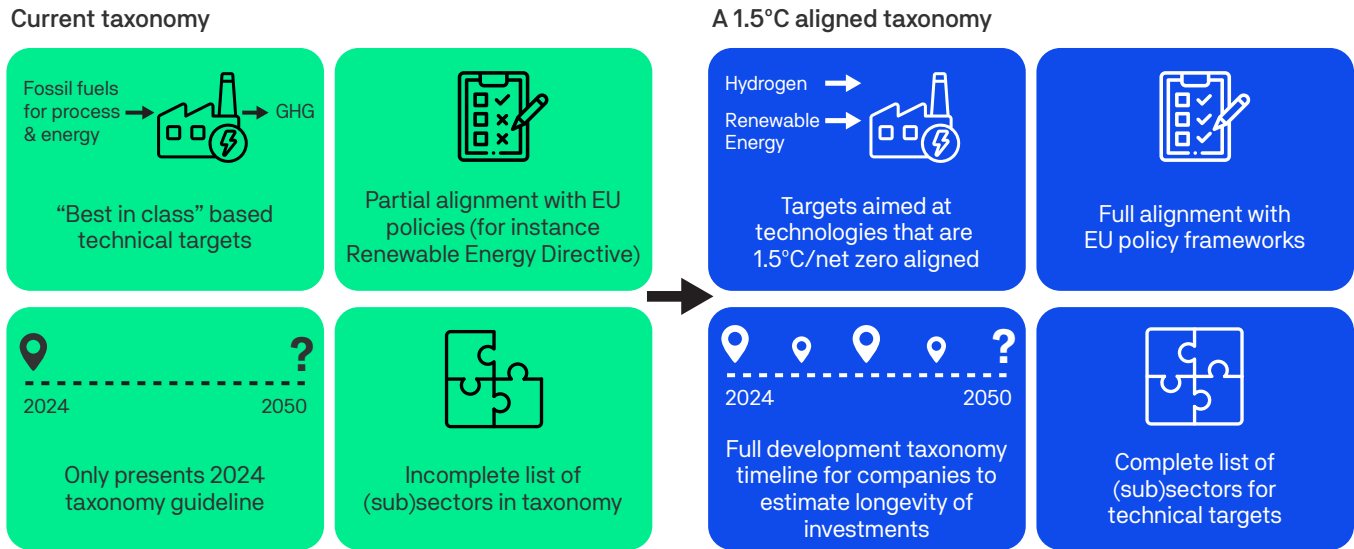 Current taxonomy
Fossil fuels
for process
& energy
GHG
“Best in class” based
technical targets
Partial alignment with EU
policies (for instance
Renewable Energy Directive)
?
2024
2050
Only presents 2024
taxonomy guideline
Incomplete list of
(sub)sectors in taxonomy
A 1.5°C aligned taxonomy
Hydrogen
Renewable
Energy
Targets aimed at
technologies that are
1.5°C/net zero aligned
Full alignment with
EU policy frameworks
?
2024
2050
Full development taxonomy
timeline for companies to
estimate longevity of
investments
Complete list of
(sub)sectors for
technical targets